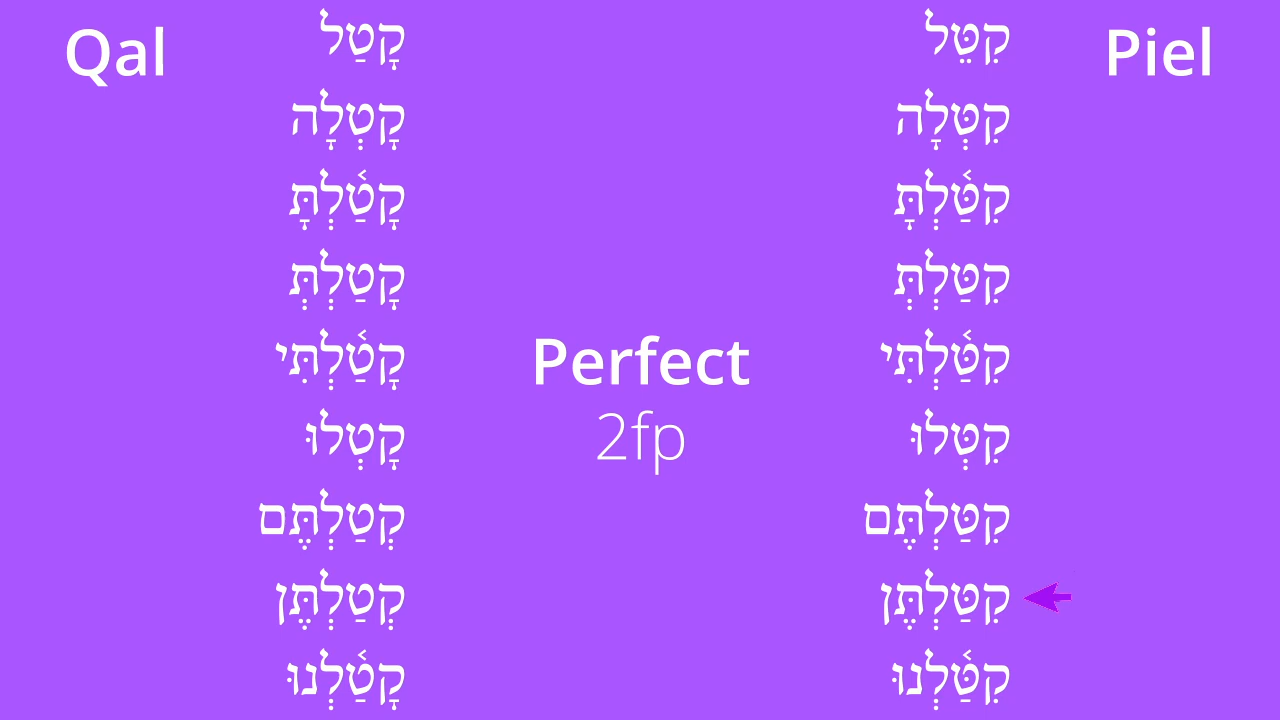 Qal
קָטַל
קָטְלָה
קָטַ֫לְתָּ
קָטַלְתְּ
קָטַ֫לְתִּי
קָטְלוּ
קְטַלְתֶּם
קְטַלְתֶּן
קָטַ֫לְנוּ
Perfect
2fp
Piel
קִטֵּל
קִטְּלָה
קִטַּ֫לְתָּ
קִטַּלְתְּ
קִטַּ֫לְתִּי
קִטְּלוּ
קִטַּלְתֶּם
קִטַּלְתֶּן
קִטַּ֫לְנוּ